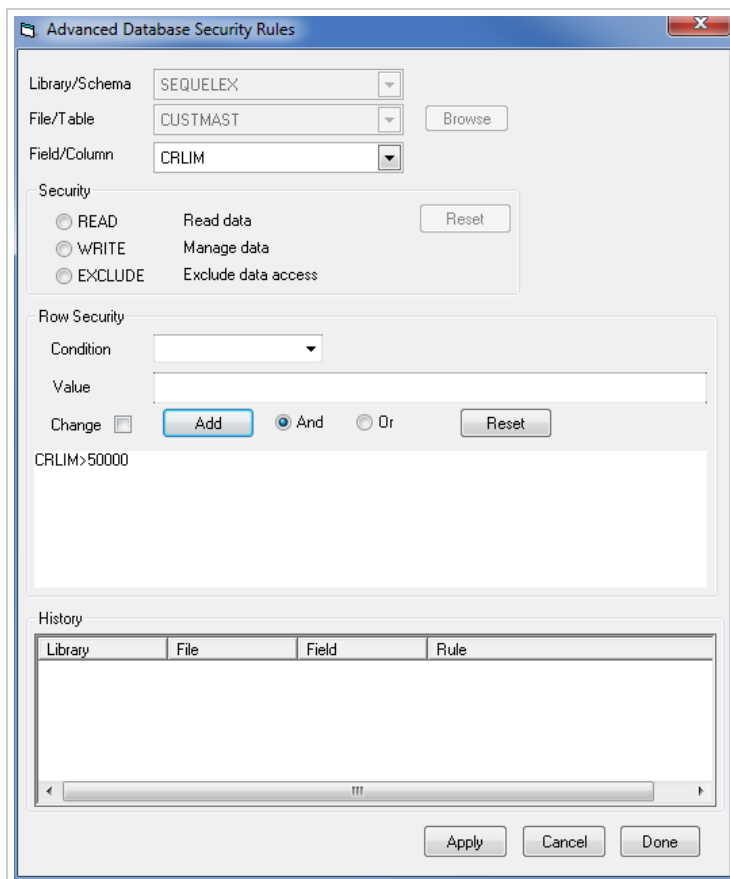 Advanced Database Security Rules
X
Library/Schema SEQUELEX
File/Table CUSTMAST Browse
Field/Column CRLIM
Security
READ Read data Reset
WRITE Manage data
EXCLUDE Exclude data access
Row Security
Condition
Value
Change Add And Or Reset
CRLIM>50000
History
Library File Field Rule
Apply Cancel Done